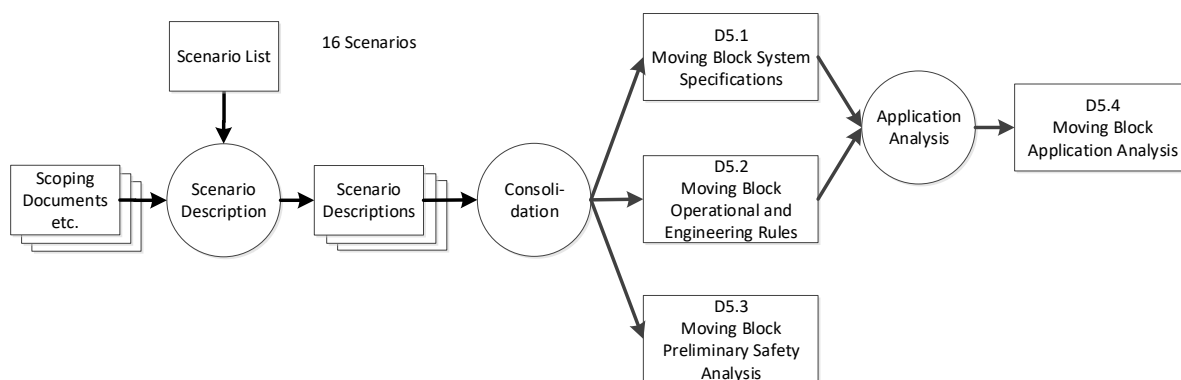 Scenario List
16 Scenarios
Scoping
Documents
etc.
Scenario
Description
Scenario
Descriptions
Consoli-
dation
D5.1
Moving Block System
Specifications
D5.2
Moving Block
Operational and
Engineering Rules
D5.3
Moving Block
Preliminary Safety
Analysis
Application
Analysis
D5.4
Moving Block
Application Analysis